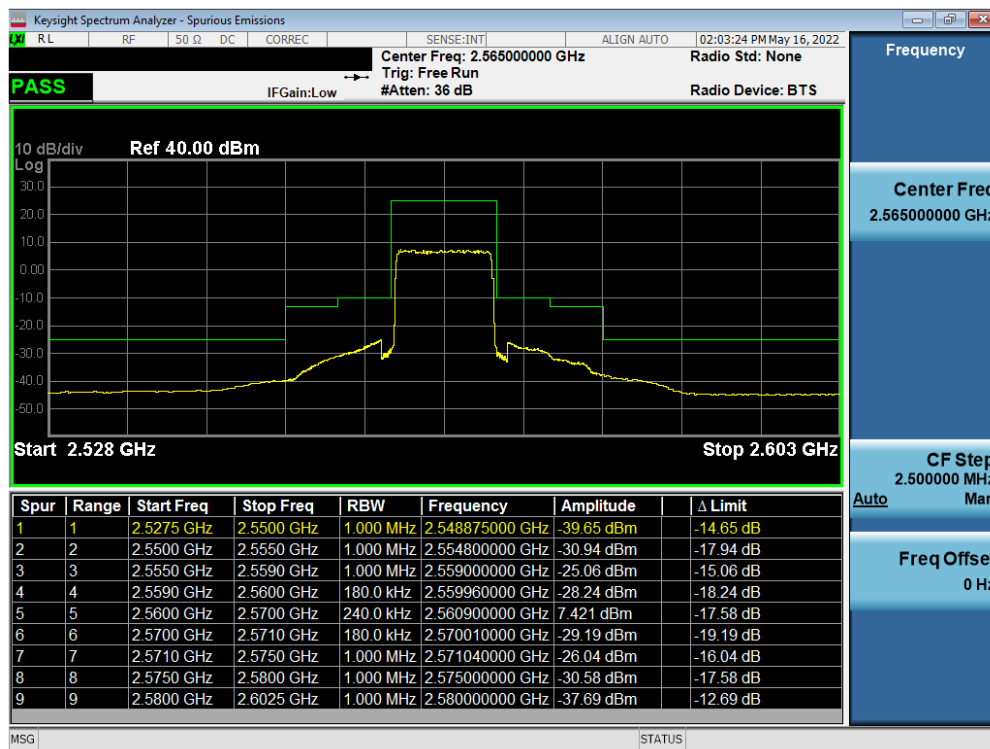 Keysight Spectrum Analyzer - Spurious Emissions
LXI RL RF 50 Ω DC CORREC SENSE:INT ALIGN AUTO 02:03:24 PM May 16, 2022
Center Freq: 2.565000000 GHz Radio Std: None
Trig: Free Run
PASS IFGain:Low #Atten: 36 dB Radio Device: BTS
Frequency
10 dB/div Ref 40.00 dBm
Log
30.0
20.0
10.0
0.00
-10.0
-20.0
-30.0
-40.0
-50.0
Start 2.528 GHz Stop 2.603 GHz
Center Freq
2.565000000 GHz
CF Step
2.500000 MHz
Auto Man
Freq Offset
0 Hz
Spur Range Start Freq Stop Freq RBW Frequency Amplitude Δ Limit
1 1 2.5275 GHz 2.5500 GHz 1.000 MHz 2.548875000 GHz -39.65 dBm -14.65 dB
2 2 2.5500 GHz 2.5550 GHz 1.000 MHz 2.554800000 GHz -30.94 dBm -17.94 dB
3 3 2.5550 GHz 2.5590 GHz 1.000 MHz 2.559000000 GHz -25.06 dBm -15.06 dB
4 4 2.5590 GHz 2.5600 GHz 180.0 kHz 2.559960000 GHz -28.24 dBm -18.24 dB
5 5 2.5600 GHz 2.5700 GHz 240.0 kHz 2.560900000 GHz 7.421 dBm -17.58 dB
6 6 2.5700 GHz 2.5710 GHz 180.0 kHz 2.570010000 GHz -29.19 dBm -19.19 dB
7 7 2.5710 GHz 2.5750 GHz 1.000 MHz 2.571040000 GHz -26.04 dBm -16.04 dB
8 8 2.5750 GHz 2.5800 GHz 1.000 MHz 2.575000000 GHz -30.58 dBm -17.58 dB
9 9 2.5800 GHz 2.6025 GHz 1.000 MHz 2.580000000 GHz -37.69 dBm -12.69 dB
MSG STATUS